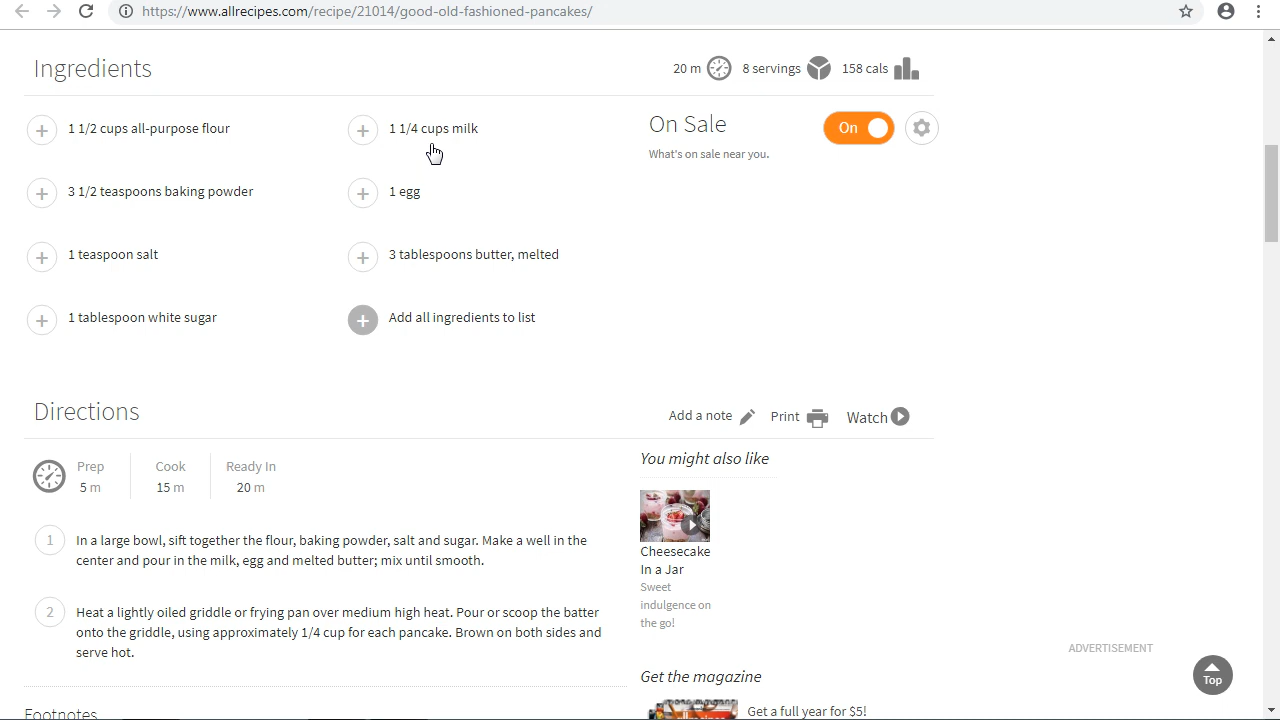 https://www.allrecipes.com/recipe/21014/good-old-fashioned-pancakes/
Ingredients
20 m
8 servings
158 cals
1 1/2 cups all-purpose flour
1 1/4 cups milk
On Sale
On
What's on sale near you.
3 1/2 teaspoons baking powder
1 egg
1 teaspoon salt
3 tablespoons butter, melted
1 tablespoon white sugar
Add all ingredients to list
Directions
Add a note
Print
Watch
Prep
5 m
Cook
15 m
Ready In
20 m
1
In a large bowl, sift together the flour, baking powder, salt and sugar. Make a well in the
center and pour in the milk, egg and melted butter; mix until smooth.
2
Heat a lightly oiled griddle or frying pan over medium high heat. Pour or scoop the batter
onto the griddle, using approximately 1/4 cup for each pancake. Brown on both sides and
serve hot.
Footnotes
You might also like
Cheesecake
In a Jar
Sweet
indulgence on
the go!
Get the magazine
allrecipes
Get a full year for $5!
ADVERTISEMENT
Top